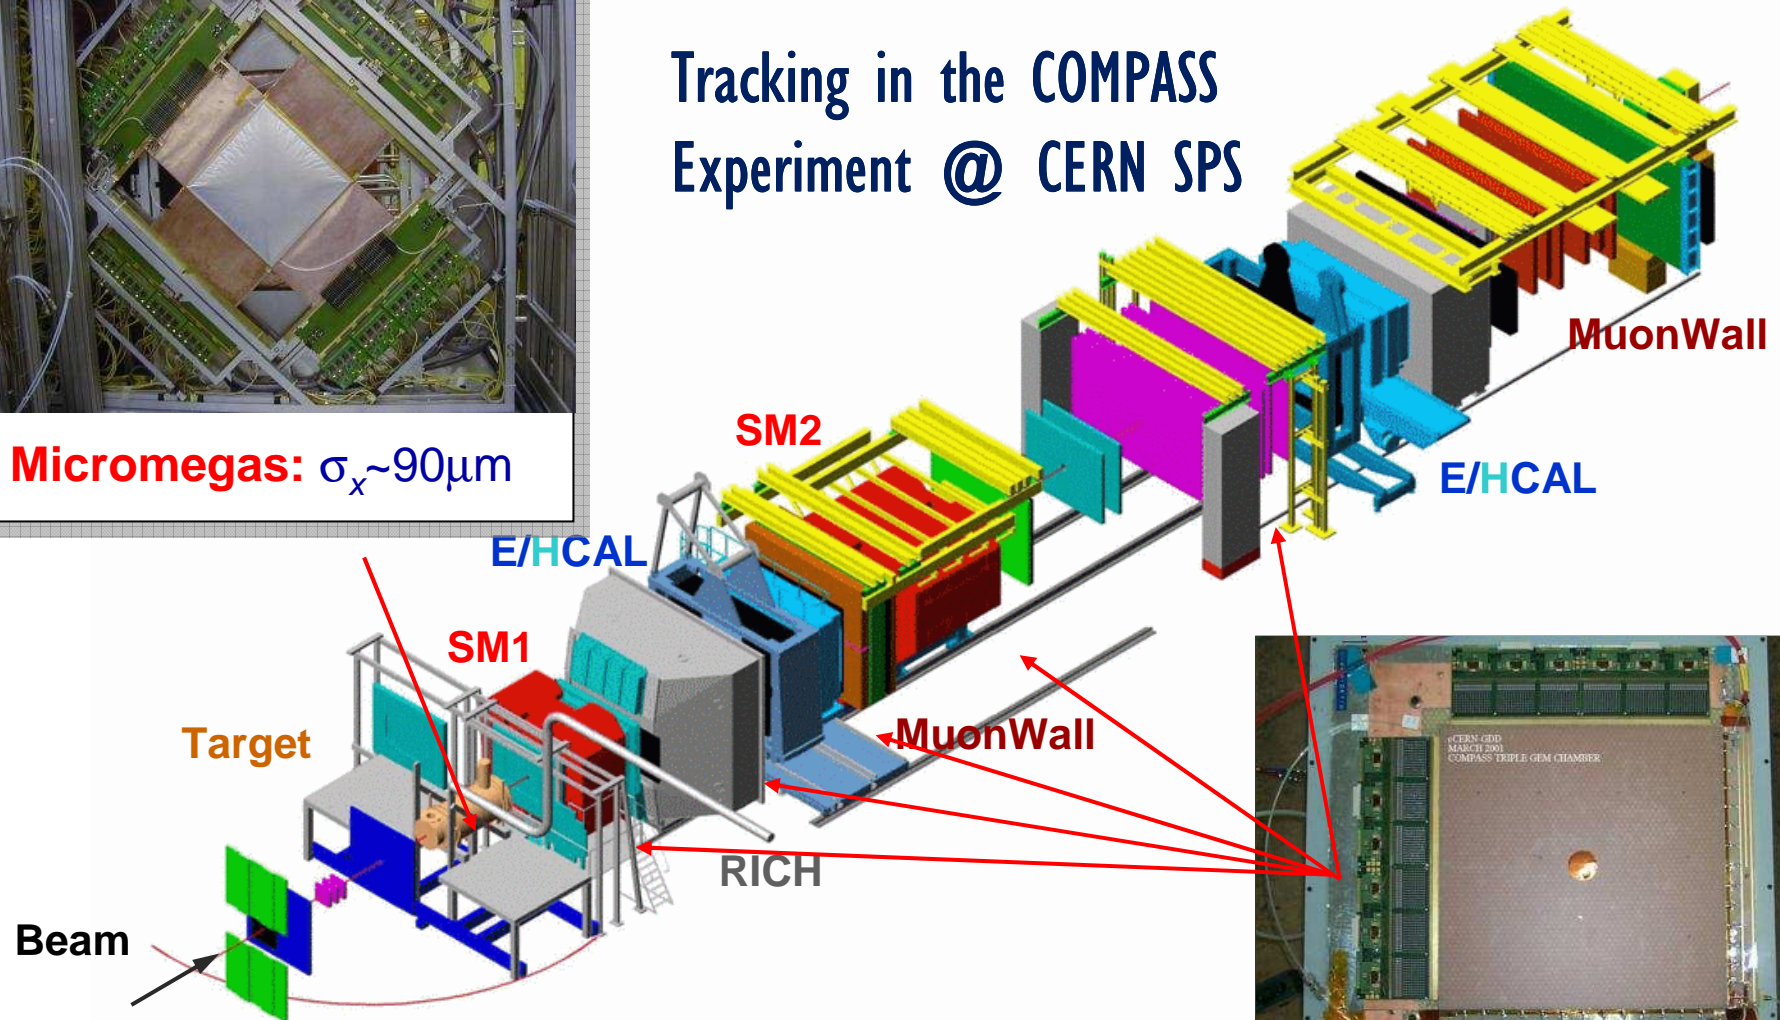 Tracking in the COMPASS
Experiment @ CERN SPS
Micromegas: σx~90μm
MuonWall
SM2
E/HCAL
E/HCAL
SM1
Target
MuonWall
RICH
Beam
CERN-GDD
MARCH 2001
COMPASS TRIPLE GEM CHAMBER